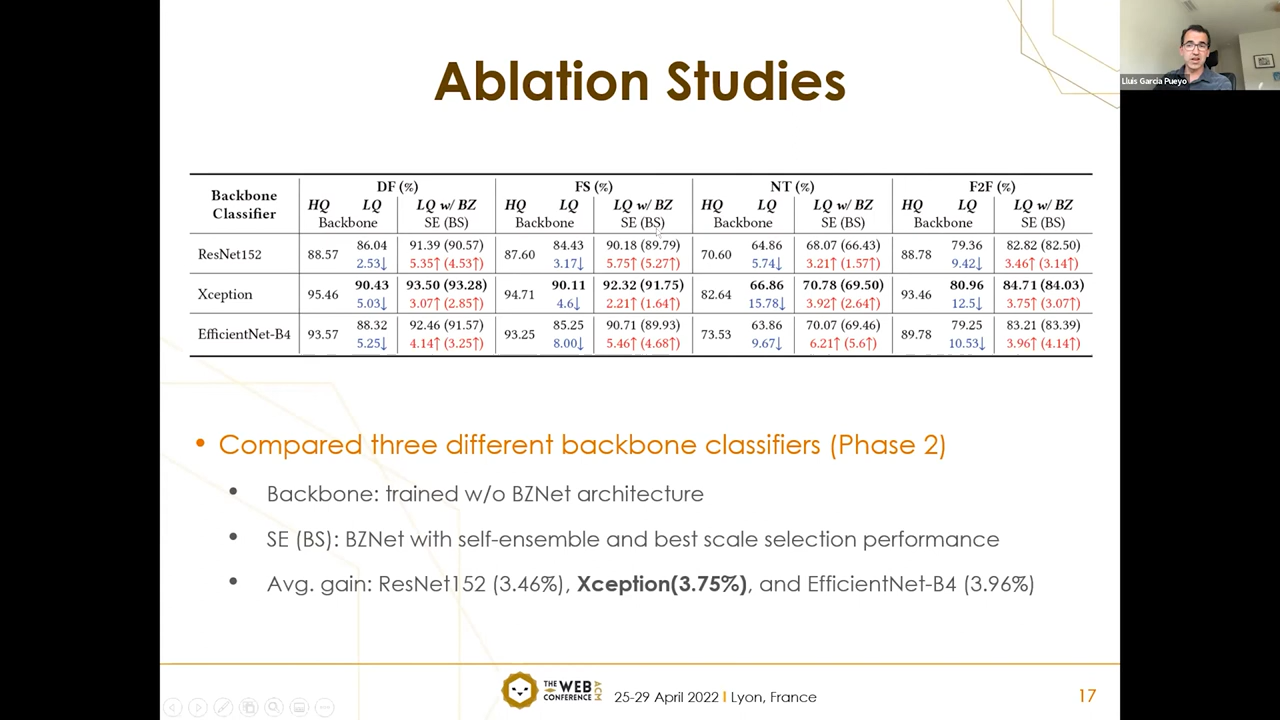 Ablation Studies
Lluis Garcia Pueyo
Backbone Classifier DF (%) FS (%) NT (%) F2F (%)
HQ LQ LQ w/ BZ HQ LQ LQ w/ BZ HQ LQ LQ w/ BZ HQ LQ LQ w/ BZ
Backbone SE (BS) Backbone SE (BS) Backbone SE (BS) Backbone SE (BS)
ResNet152 88.57 86.04 91.39 (90.57) 87.60 84.43 90.18 (89.79) 70.60 64.86 68.07 (66.43) 88.78 79.36 82.82 (82.50)
2.53↓ 5.35↑ (4.53↑) 3.17↓ 5.75↑ (5.27↑) 5.74↓ 3.21↑ (1.57↑) 9.42↓ 3.46↑ (3.14↑)
Xception 95.46 90.43 93.50 (93.28) 94.71 90.11 92.32 (91.75) 82.64 66.86 70.78 (69.50) 93.46 80.96 84.71 (84.03)
5.03↓ 3.07↑ (2.85↑) 4.6↓ 2.21↑ (1.64↑) 15.78↓ 3.92↑ (2.64↑) 12.5↓ 3.75↑ (3.07↑)
EfficientNet-B4 93.57 88.32 92.46 (91.57) 93.25 85.25 90.71 (89.93) 73.53 63.86 70.07 (69.46) 89.78 79.25 83.21 (83.39)
5.25↓ 4.14↑ (3.25↑) 8.00↓ 5.46↑ (4.68↑) 9.67↓ 6.21↑ (5.6↑) 10.53↓ 3.96↑ (4.14↑)
• Compared three different backbone classifiers (Phase 2)
• Backbone: trained w/o BZNet architecture
• SE (BS): BZNet with self-ensemble and best scale selection performance
• Avg. gain: ResNet152 (3.46%), Xception(3.75%), and EfficientNet-B4 (3.96%)
THE WEB CONFERENCE ACM
25-29 April 2022 I Lyon, France
17